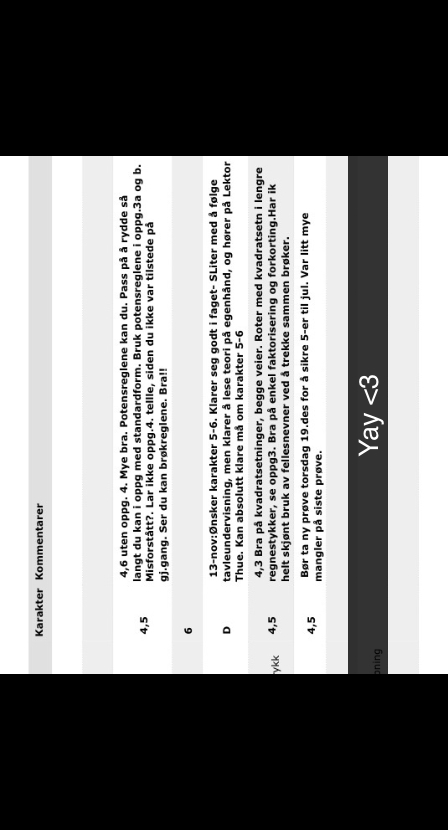 Karakter Kommentarer
4,6 uten oppg. 4. Mye bra. Potensreglene kan du. Pass på å rydde så
langt du kan i oppg med standardform. Bruk potensreglene i oppg.3a og b.
4,5 Misforstått?. Lar ikke oppg.4. tellle, siden du ikke var tilstede på
gj.gang. Ser du kan brøkreglene. Bra!!
6
13-nov:Ønsker karakter 5-6. Klarer seg godt i faget- SLiter med å følge
D tavleundervisning, men klarer å lese teori på egenhånd, og hører på Lektor
Thue. Kan absolutt klare må om karakter 5-6
4,3 Bra på kvadratsetninger, begge veier. Roter med kvadratsetn i lengre
ykk 4,5 regnestykker, se oppg3. Bra på enkel faktorisering og forkorting.Har ik
helt skjønt bruk av fellesnevner ved å trekke sammen brøker.
4,5 Bør ta ny prøve torsdag 19.des for å sikre 5-er til jul. Var litt mye
mangler på siste prøve.
Yay <3
pning